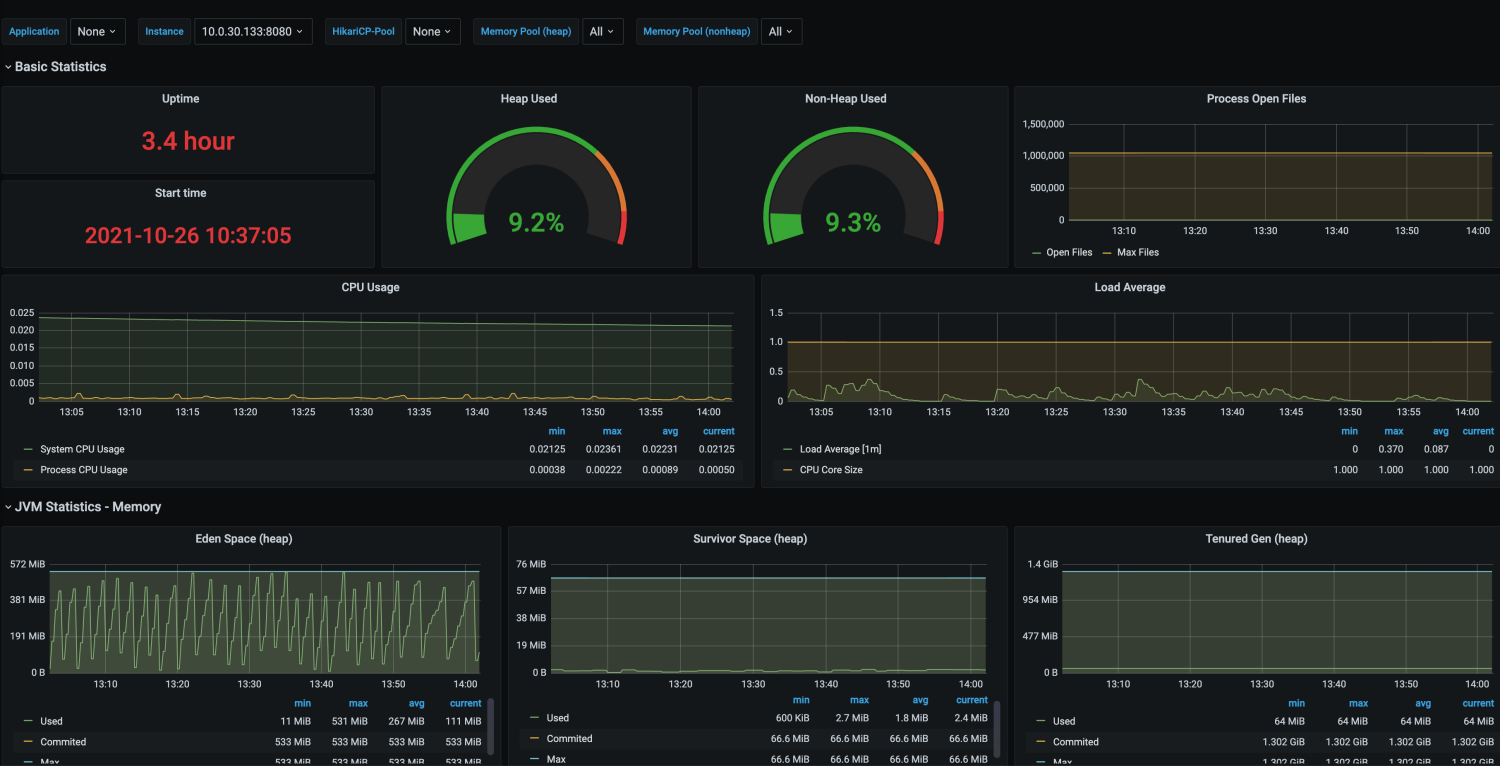 Application None Instance 10.0.30.133:8080 HikariCP-Pool None Memory Pool (heap) All Memory Pool (nonheap) All
Basic Statistics
Uptime
3.4 hour
Start time
2021-10-26 10:37:05
Heap Used
9.2%
Non-Heap Used
9.3%
Process Open Files
1,500,000
1,000,000
500,000
0
13:10 13:20 13:30 13:40 13:50 14:00
Open Files Max Files
CPU Usage
0.025
0.020
0.015
0.010
0.005
0
13:05 13:10 13:15 13:20 13:25 13:30 13:35 13:40 13:45 13:50 13:55 14:00
min max avg current
System CPU Usage 0.02125 0.02361 0.02231 0.02125
Process CPU Usage 0.00038 0.00222 0.00089 0.00050
Load Average
1.5
1.0
0.5
0
13:05 13:10 13:15 13:20 13:25 13:30 13:35 13:40 13:45 13:50 13:55 14:00
min max avg current
Load Average [1m] 0 0.370 0.087 0
CPU Core Size 1.000 1.000 1.000 1.000
JVM Statistics - Memory
Eden Space (heap)
572 MiB
381 MiB
191 MiB
0 B
13:10 13:20 13:30 13:40 13:50 14:00
min max avg current
Used 11 MiB 531 MiB 267 MiB 111 MiB
Commited 533 MiB 533 MiB 533 MiB 533 MiB
Max 533 MiB 533 MiB 533 MiB 533 MiB
Survivor Space (heap)
76 MiB
57 MiB
38 MiB
19 MiB
0 B
13:10 13:20 13:30 13:40 13:50 14:00
min max avg current
Used 600 KiB 2.7 MiB 1.8 MiB 2.4 MiB
Commited 66.6 MiB 66.6 MiB 66.6 MiB 66.6 MiB
Max 66.6 MiB 66.6 MiB 66.6 MiB 66.6 MiB
Tenured Gen (heap)
1.4 GiB
954 MiB
477 MiB
0 B
13:10 13:20 13:30 13:40 13:50 14:00
min max avg current
Used 64 MiB 64 MiB 64 MiB 64 MiB
Commited 1.302 GiB 1.302 GiB 1.302 GiB 1.302 GiB
Max 1.302 GiB 1.302 GiB 1.302 GiB 1.302 GiB